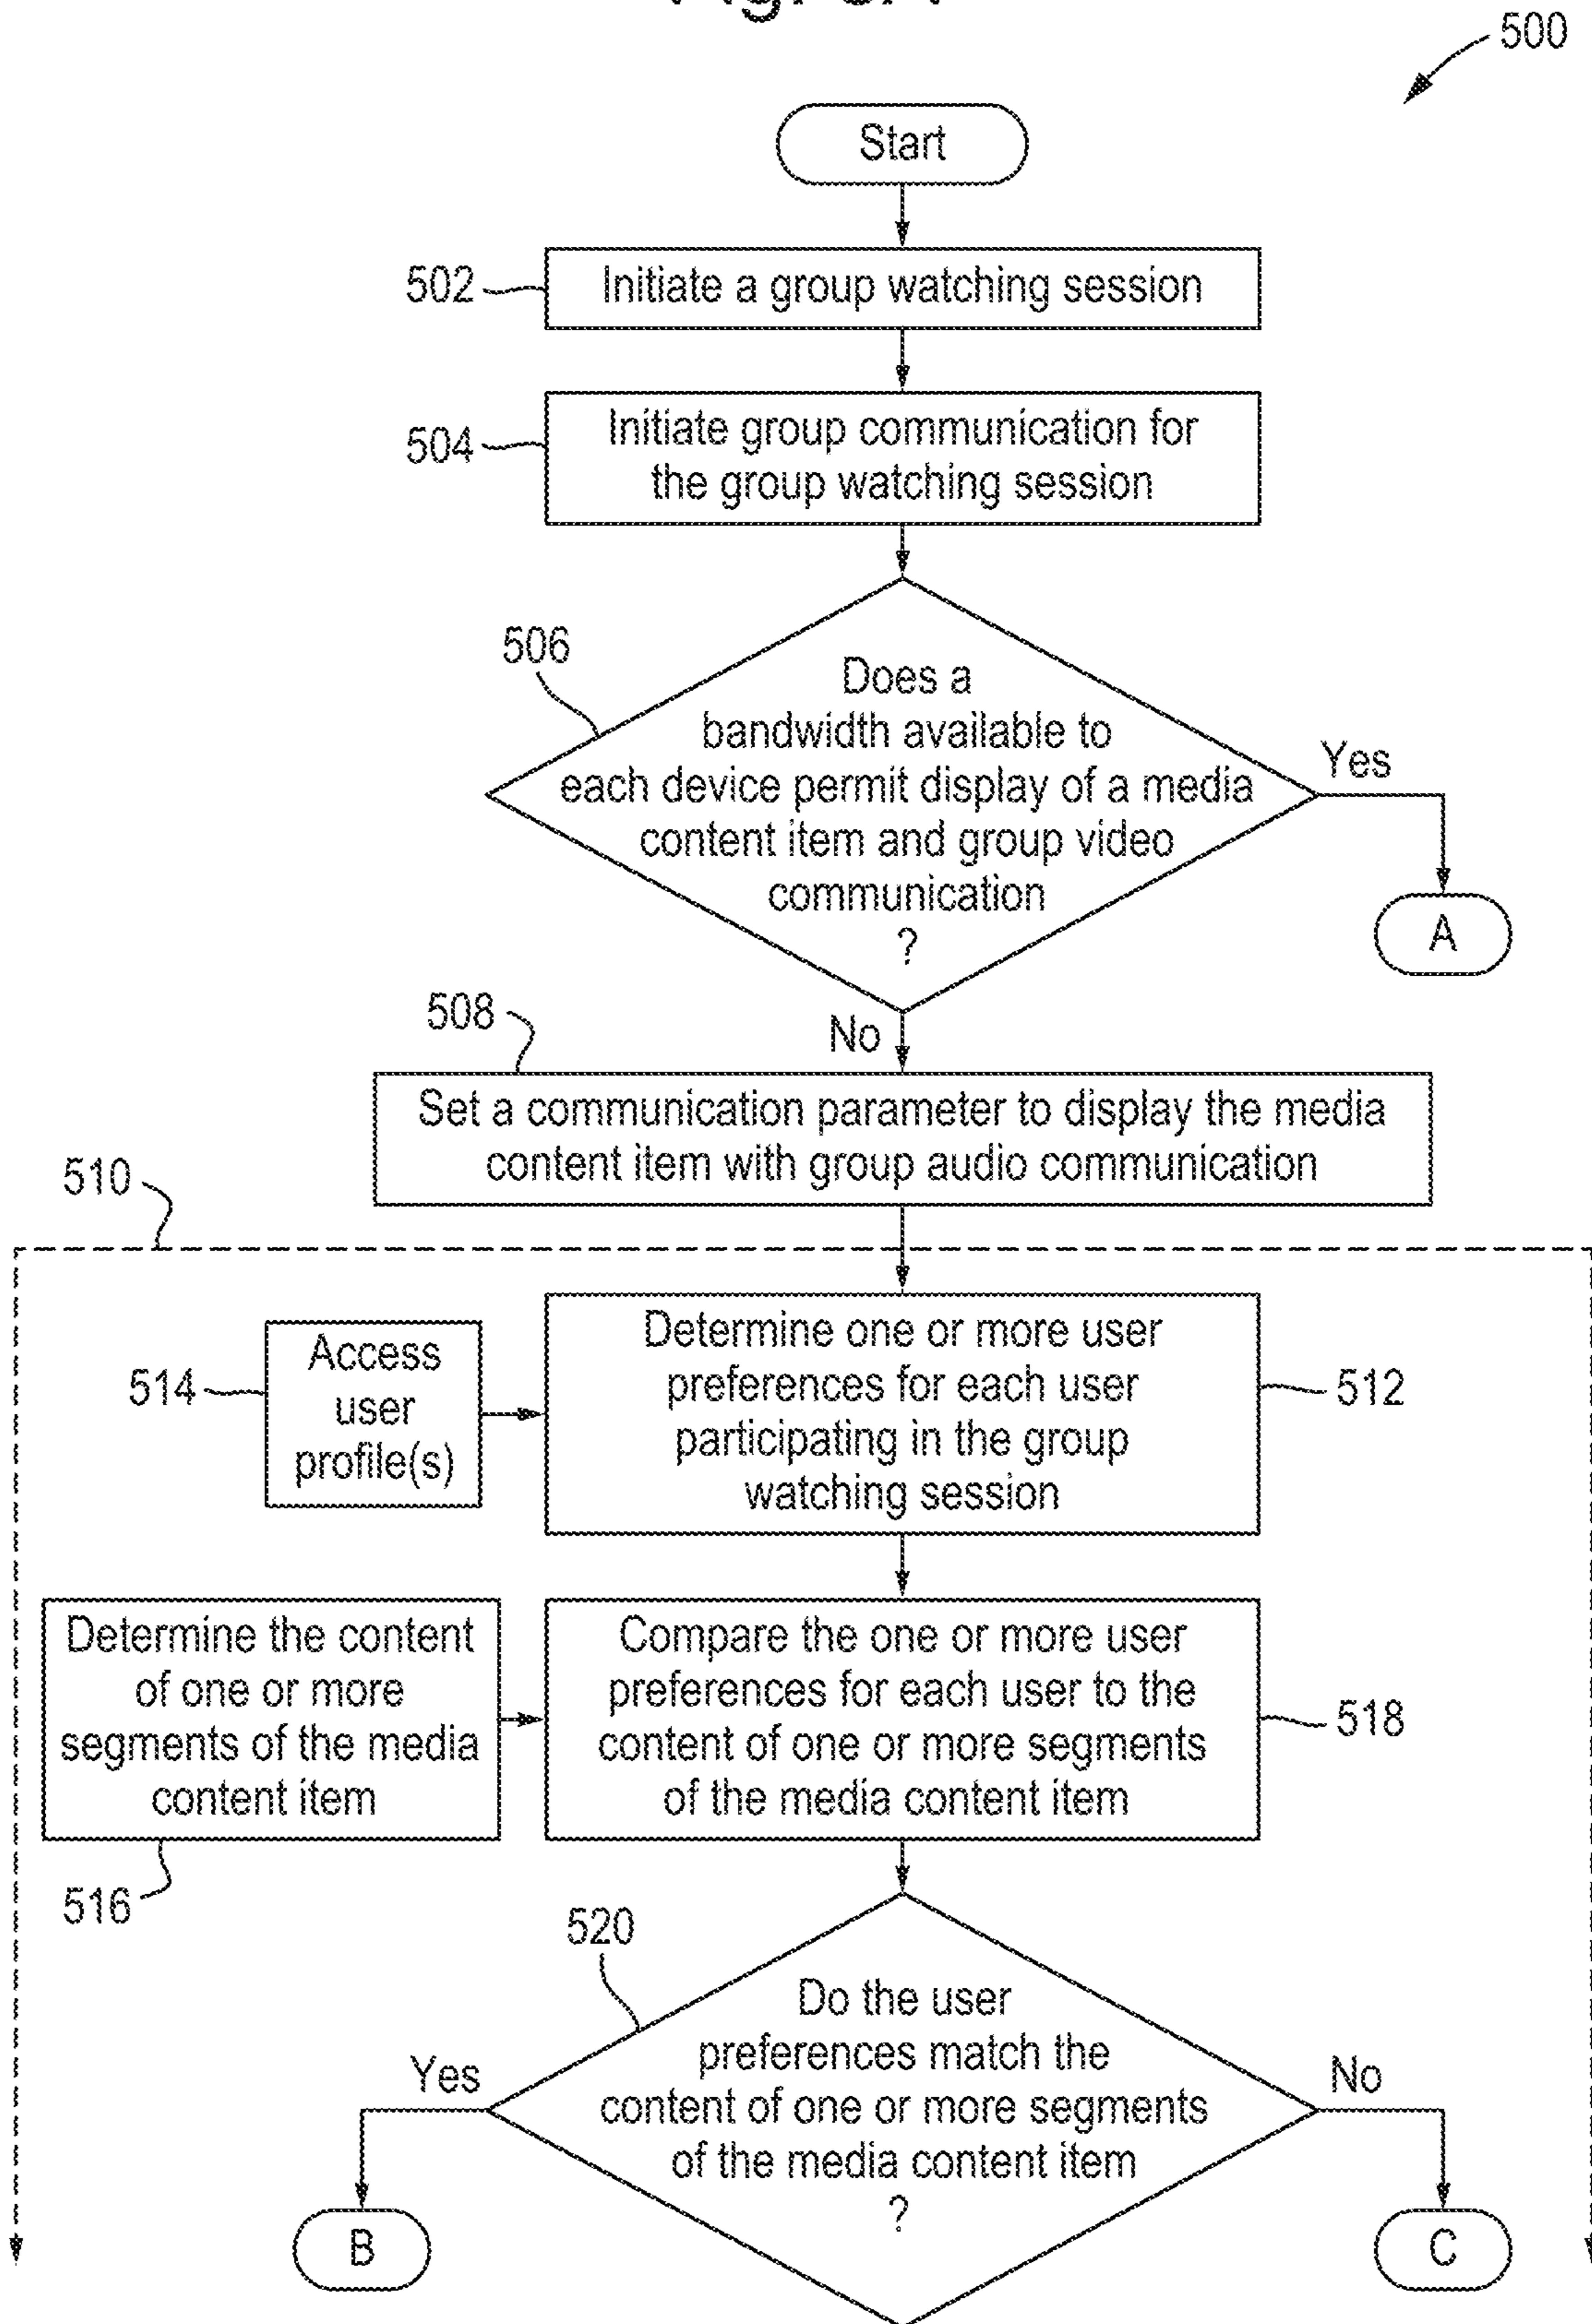 500
Start
502
Initiate a group watching session
504
Initiate group communication for
the group watching session
506
Does a
bandwidth available to
each device permit display of a media
content item and group video
communication
?
Yes
A
No
508
Set a communication parameter to display the media
content item with group audio communication
510
514
Access
user
profile(s)
Determine one or more user
preferences for each user
participating in the group
watching session
512
Determine the content
of one or more
segments of the media
content item
516
Compare the one or more user
preferences for each user to the
content of one or more segments
of the media content item
518
520
Do the user
preferences match the
content of one or more segments
of the media content item
?
Yes
B
No
C